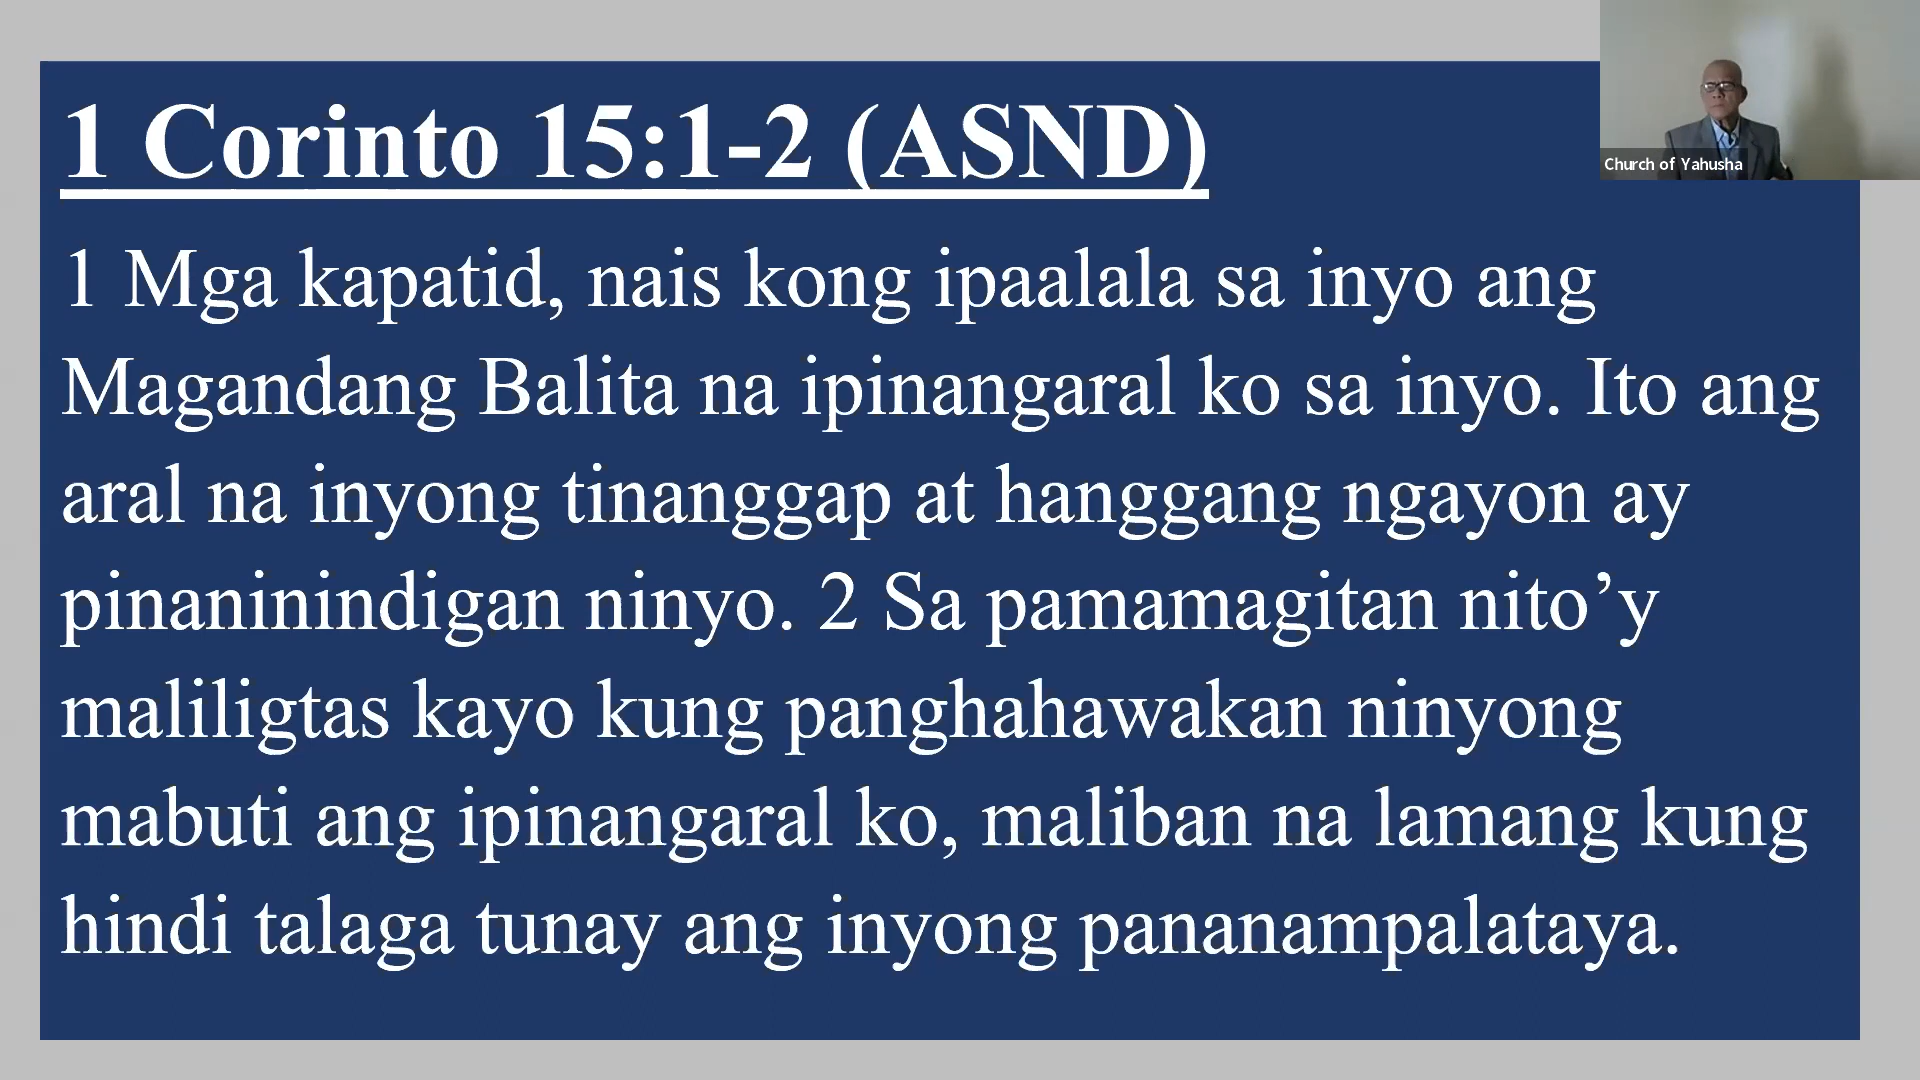 1 Corinto 15:1-2 (ASND)
1 Mga kapatid, nais kong ipaalala sa inyo ang
Magandang Balita na ipinangaral ko sa inyo. Ito ang
aral na inyong tinanggap at hanggang ngayon ay
pinaninindigan ninyo. 2 Sa pamamagitan nito’y
maliligtas kayo kung panghahawakan ninyong
mabuti ang ipinangaral ko, maliban na lamang kung
hindi talaga tunay ang inyong pananampalataya.
Church of Yahusha